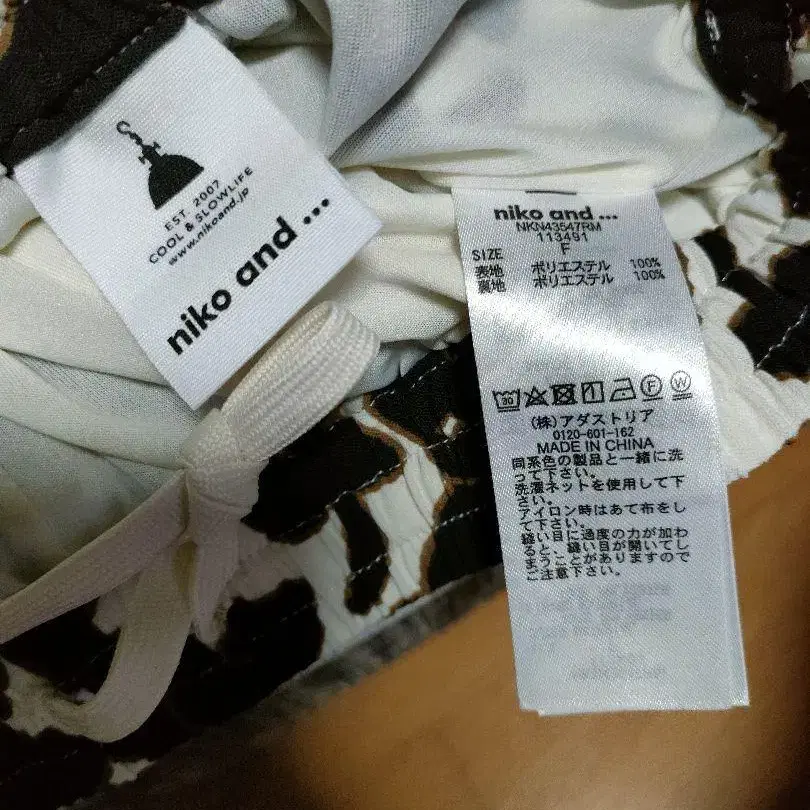 EST. 2007
COOL & SLOWLIFE
www.nikoand.jp
niko and ...
niko and ...
NKN43547RM
113491
SIZE F
表地 ポリエステル 100%
裏地 ポリエステル 100%
30
F
W
(株)アダストリア
0120-601-162
MADE IN CHINA
同系色の製品と一緒に洗
って下さい。
洗濯ネットを使用して下
さい。
アイロン時はあて布をし
て下さい。
縫い目に過度の力が加わ
ると、縫い目が開いてし
まうことがありますので
ご注意下さい。